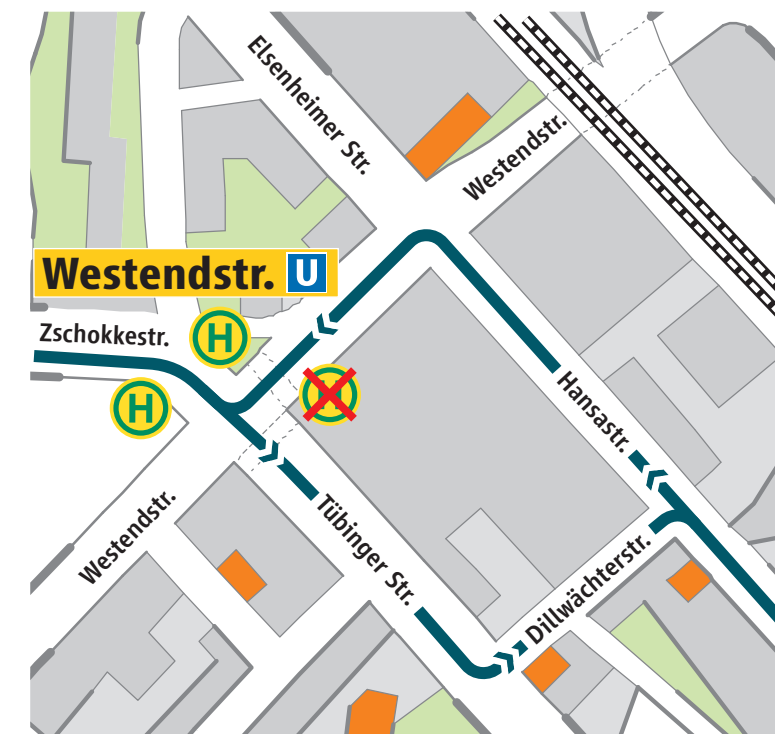 Elsenheimer Str.
Westendstr.
Westendstr. U
Zschokkestr.
H
H
H
Hansastr.
Westendstr.
Tübinger Str.
Dillwächterstr.